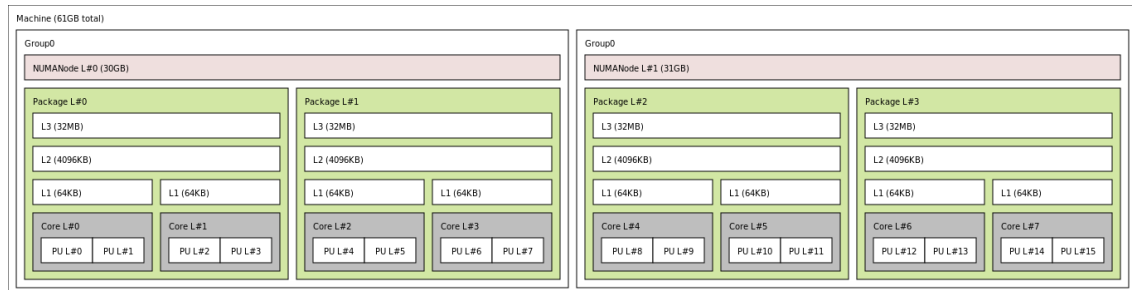 Machine (61GB total)
Group0
NUMANode L#0 (30GB)
Package L#0
L3 (32MB)
L2 (4096KB)
L1 (64KB) L1 (64KB)
Core L#0 Core L#1
PU L#0 PU L#1 PU L#2 PU L#3
Package L#1
L3 (32MB)
L2 (4096KB)
L1 (64KB) L1 (64KB)
Core L#2 Core L#3
PU L#4 PU L#5 PU L#6 PU L#7
Group0
NUMANode L#1 (31GB)
Package L#2
L3 (32MB)
L2 (4096KB)
L1 (64KB) L1 (64KB)
Core L#4 Core L#5
PU L#8 PU L#9 PU L#10 PU L#11
Package L#3
L3 (32MB)
L2 (4096KB)
L1 (64KB) L1 (64KB)
Core L#6 Core L#7
PU L#12 PU L#13 PU L#14 PU L#15